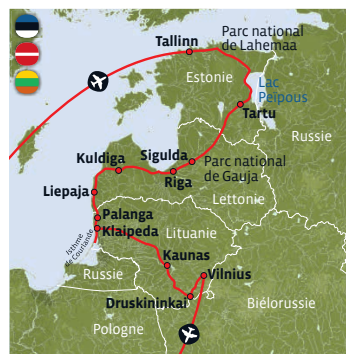 Parc national
de Lahemaa
Tallinn
Estonie
Lac
Peïpous
Tartu
Russie
Kuldiga
Sigulda
Parc national
de Gauja
Riga
Liepaja
Lettonie
Palanga
Klaipeda
Isthme
de Courlande
Lituanie
Kaunas
Vilnius
Russie
Druskininkai
Biélorussie
Pologne